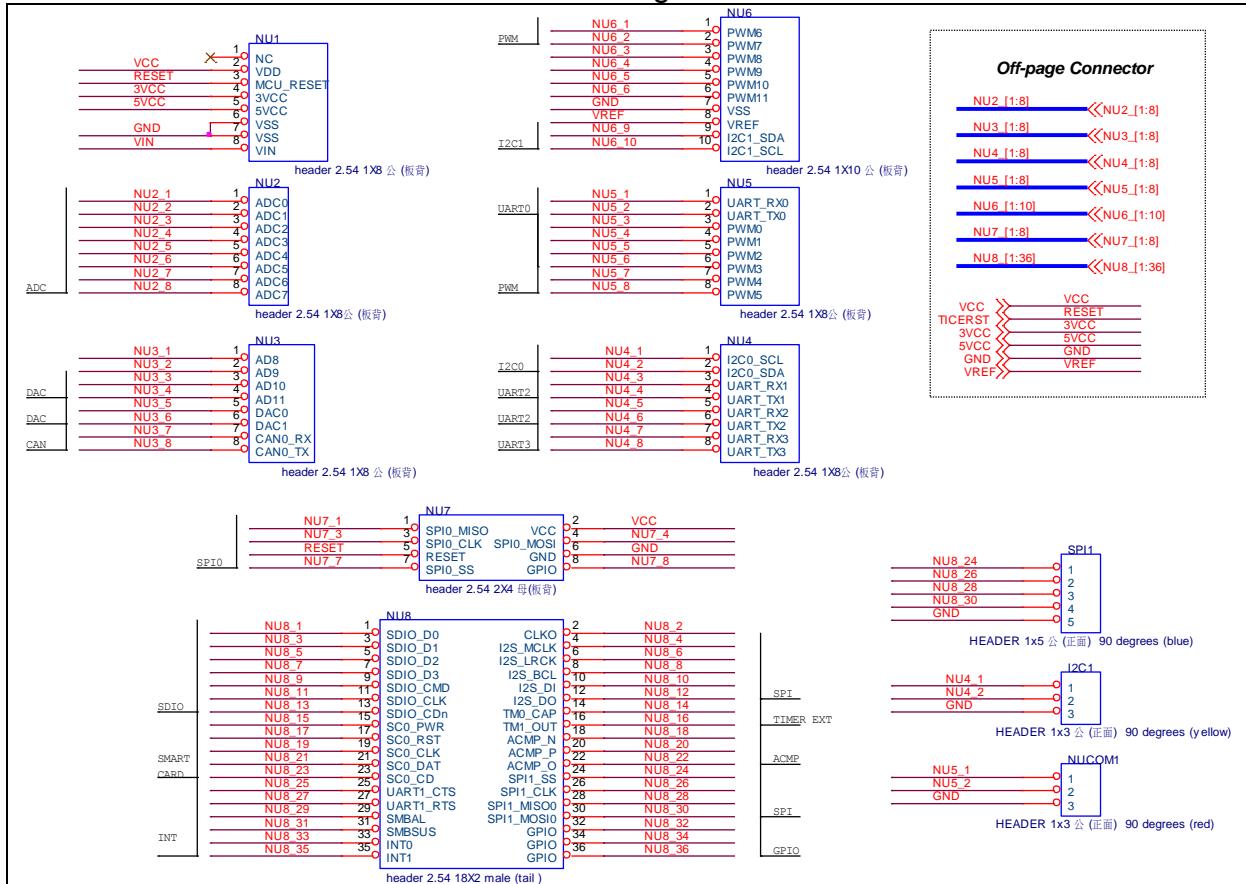 NU1
1 NC
VCC 2 VDD
RESET 3 MCU_RESET
3VCC 4 3VCC
5VCC 5 5VCC
6 VSS
GND 7 VSS
VIN 8 VIN
header 2.54 1X8 公 (板背)
NU6
PWM
NU6_1 1 PWM6
NU6_2 2 PWM7
NU6_3 3 PWM8
NU6_4 4 PWM9
NU6_5 5 PWM10
NU6_6 6 PWM11
GND 7 VSS
VREF 8 VREF
NU6_9 9 I2C1_SDA
I2C1 NU6_10 10 I2C1_SCL
header 2.54 1X10 公 (板背)
Off-page Connector
NU2_[1:8] NU2_[1:8]
NU3_[1:8] NU3_[1:8]
NU4_[1:8] NU4_[1:8]
NU5_[1:8] NU5_[1:8]
NU6_[1:10] NU6_[1:10]
NU7_[1:8] NU7_[1:8]
NU8_[1:36] NU8_[1:36]
VCC VCC
TICERST RESET
3VCC 3VCC
5VCC 5VCC
GND GND
VREF VREF
NU2
NU2_1 1 ADC0
NU2_2 2 ADC1
NU2_3 3 ADC2
NU2_4 4 ADC3
NU2_5 5 ADC4
NU2_6 6 ADC5
NU2_7 7 ADC6
ADC NU2_8 8 ADC7
header 2.54 1X8公 (板背)
NU5
NU5_1 1 UART_RX0
UART0 NU5_2 2 UART_TX0
NU5_3 3 PWM0
NU5_4 4 PWM1
NU5_5 5 PWM2
NU5_6 6 PWM3
NU5_7 7 PWM4
PWM NU5_8 8 PWM5
header 2.54 1X8公 (板背)
NU3
NU3_1 1 AD8
NU3_2 2 AD9
NU3_3 3 AD10
DAC NU3_4 4 AD11
NU3_5 5 DAC0
DAC NU3_6 6 DAC1
NU3_7 7 CAN0_RX
CAN NU3_8 8 CAN0_TX
header 2.54 1X8 公 (板背)
NU4
NU4_1 1 I2C0_SCL
I2C0 NU4_2 2 I2C0_SDA
NU4_3 3 UART_RX1
UART2 NU4_4 4 UART_TX1
NU4_5 5 UART_RX2
UART2 NU4_6 6 UART_TX2
NU4_7 7 UART_RX3
UART3 NU4_8 8 UART_TX3
header 2.54 1X8公 (板背)
NU7
NU7_1 1 SPI0_MISO VCC 2 VCC
NU7_3 3 SPI0_CLK SPI0_MOSI 4 NU7_4
RESET 5 RESET GND 6 GND
SPI0 NU7_7 7 SPI0_SS GPIO 8 NU7_8
header 2.54 2X4 母(板背)
NU8
NU8_1 1 SDIO_D0 CLKO 2 NU8_2
NU8_3 3 SDIO_D1 I2S_MCLK 4 NU8_4
NU8_5 5 SDIO_D2 I2S_LRCK 6 NU8_6
NU8_7 7 SDIO_D3 I2S_BCL 8 NU8_8
NU8_9 9 SDIO_CMD I2S_DI 10 NU8_10
NU8_11 11 SDIO_CLK I2S_DO 12 NU8_12 SPI
SDIO NU8_13 13 SDIO_CDn TM0_CAP 14 NU8_14
NU8_15 15 SC0_PWR TM1_OUT 16 NU8_16 TIMER EXT
NU8_17 17 SC0_RST ACMP_N 18 NU8_18
NU8_19 19 SC0_CLK ACMP_P 20 NU8_20
SMART NU8_21 21 SC0_DAT ACMP_O 22 NU8_22 ACMP
CARD NU8_23 23 SC0_CD SPI1_SS 24 NU8_24
NU8_25 25 UART1_CTS SPI1_CLK 26 NU8_26
NU8_27 27 UART1_RTS SPI1_MISO0 28 NU8_28
NU8_29 29 SMBAL SPI1_MOSI0 30 NU8_30 SPI
NU8_31 31 SMBSUS GPIO 32 NU8_32
INT NU8_33 33 INT0 GPIO 34 NU8_34
NU8_35 35 INT1 GPIO 36 NU8_36 GPIO
header 2.54 18X2 male (tail )
SPI1
NU8_24 1
NU8_26 2
NU8_28 3
NU8_30 4
GND 5
HEADER 1x5 公 (正面) 90 degrees (blue)
I2C1
NU4_1 1
NU4_2 2
GND 3
HEADER 1x3 公 (正面) 90 degrees (yellow)
NUCOM1
NU5_1 1
NU5_2 2
GND 3
HEADER 1x3 公 (正面) 90 degrees (red)